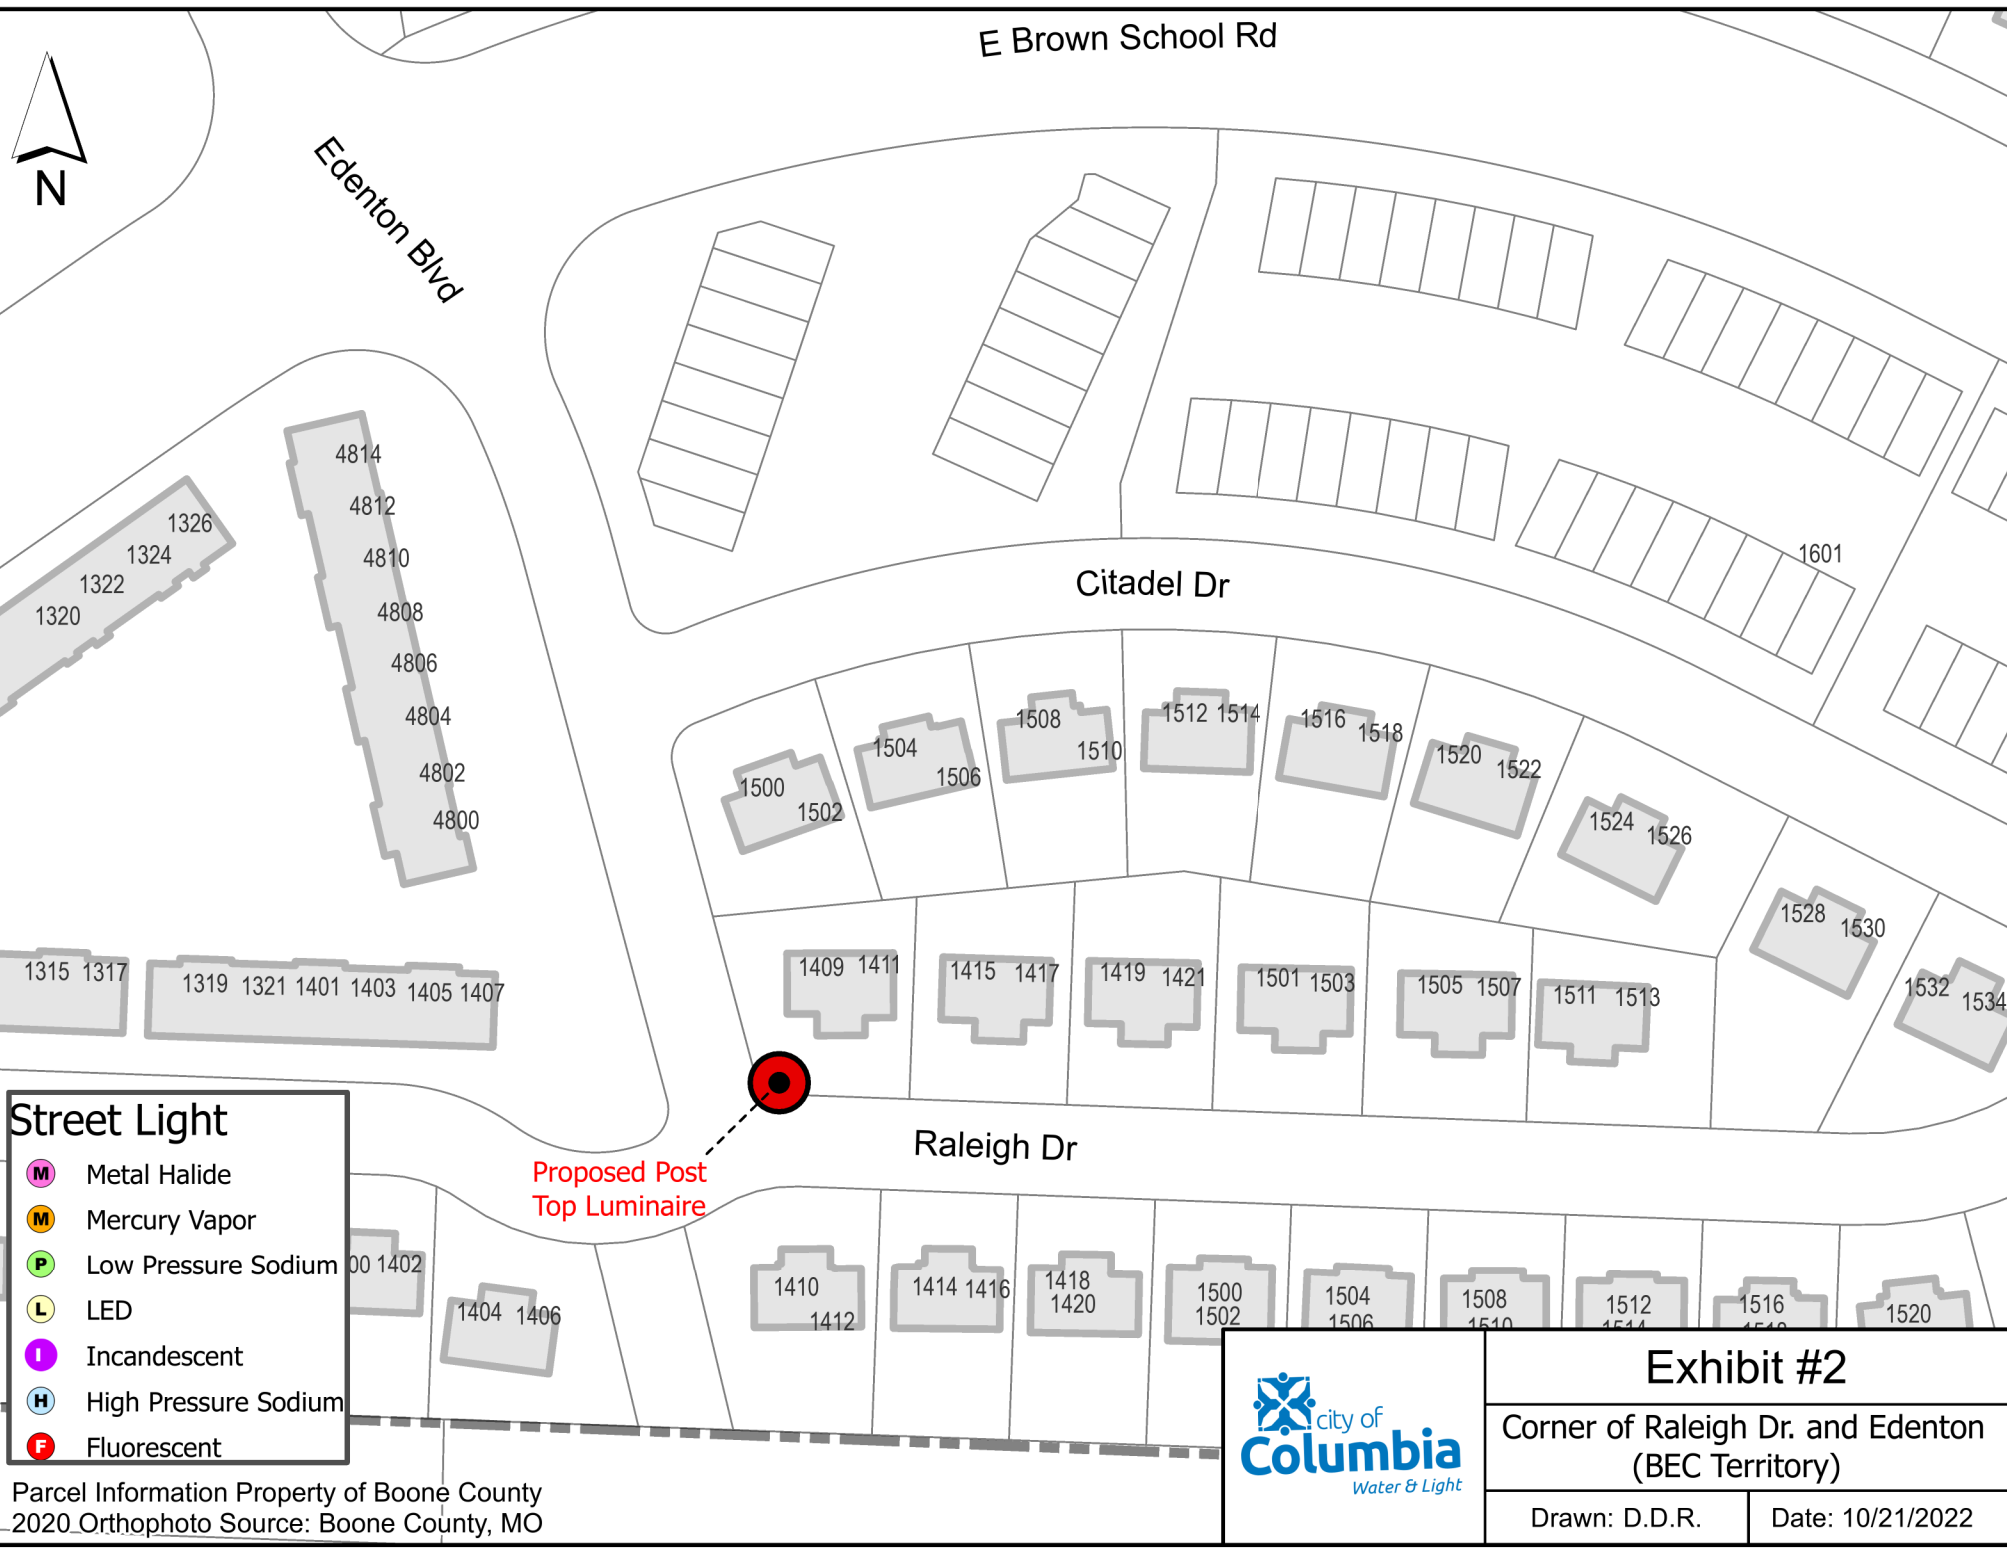 E Brown School Rd
N
Edenton Blvd
4814
4812
4810
4808
4806
4804
4802
4800
1326
1324
1322
1320
Citadel Dr
1601
1500 1502
1504 1506
1508 1510
1512 1514
1516 1518
1520 1522
1524 1526
1528 1530
1532 1534
1315 1317
1319 1321 1401 1403 1405 1407
1409 1411
1415 1417
1419 1421
1501 1503
1505 1507
1511 1513
Raleigh Dr
Proposed Post
Top Luminaire
Street Light
M Metal Halide
M Mercury Vapor
P Low Pressure Sodium
L LED
I Incandescent
H High Pressure Sodium
F Fluorescent
00 1402
1404 1406
1410
1412
1414 1416
1418
1420
1500
1502
1504
1506
1508
1510
1512
1514
1516
1518
1520
Parcel Information Property of Boone County
2020 Orthophoto Source: Boone County, MO
city of
Columbia
Water & Light
Exhibit #2
Corner of Raleigh Dr. and Edenton
(BEC Territory)
Drawn: D.D.R.
Date: 10/21/2022